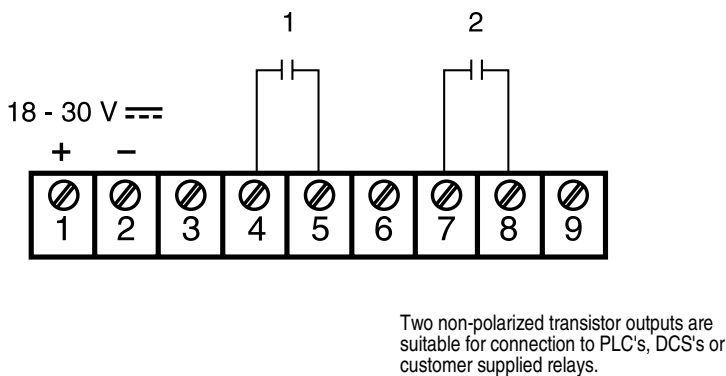 1 2
18 - 30 V
+ −
1 2 3 4 5 6 7 8 9
Two non-polarized transistor outputs are
suitable for connection to PLC's, DCS's or
customer supplied relays.